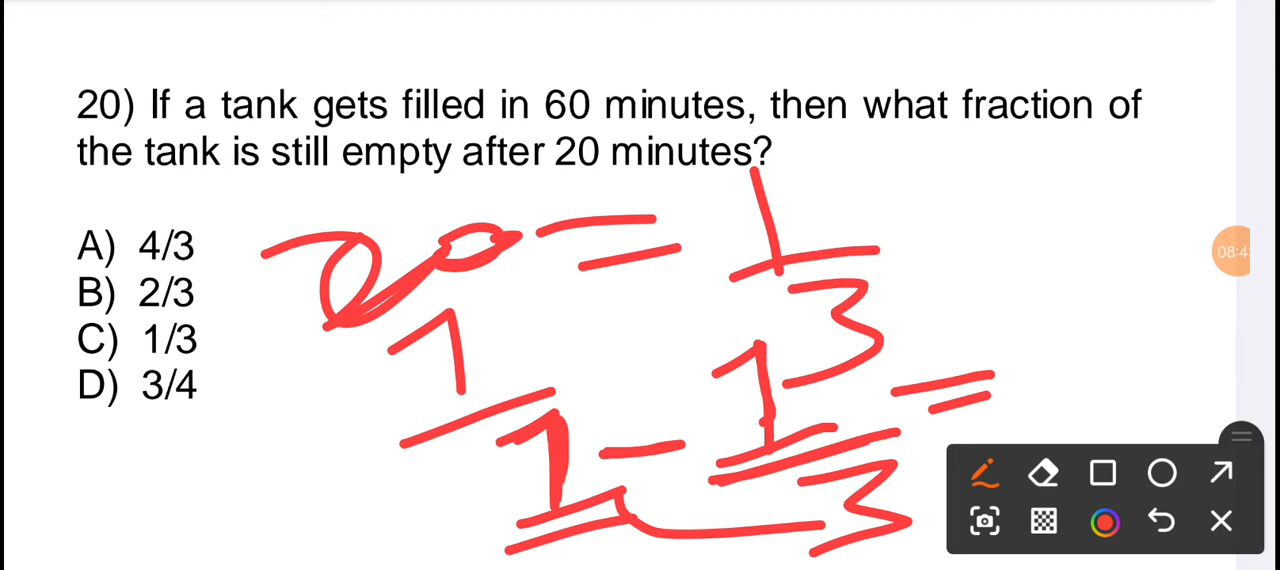 20) If a tank gets filled in 60 minutes, then what fraction of
the tank is still empty after 20 minutes?
A) 4/3
B) 2/3
C) 1/3
D) 3/4
20 = 1/3
1
1 - 1/3 =
08:4